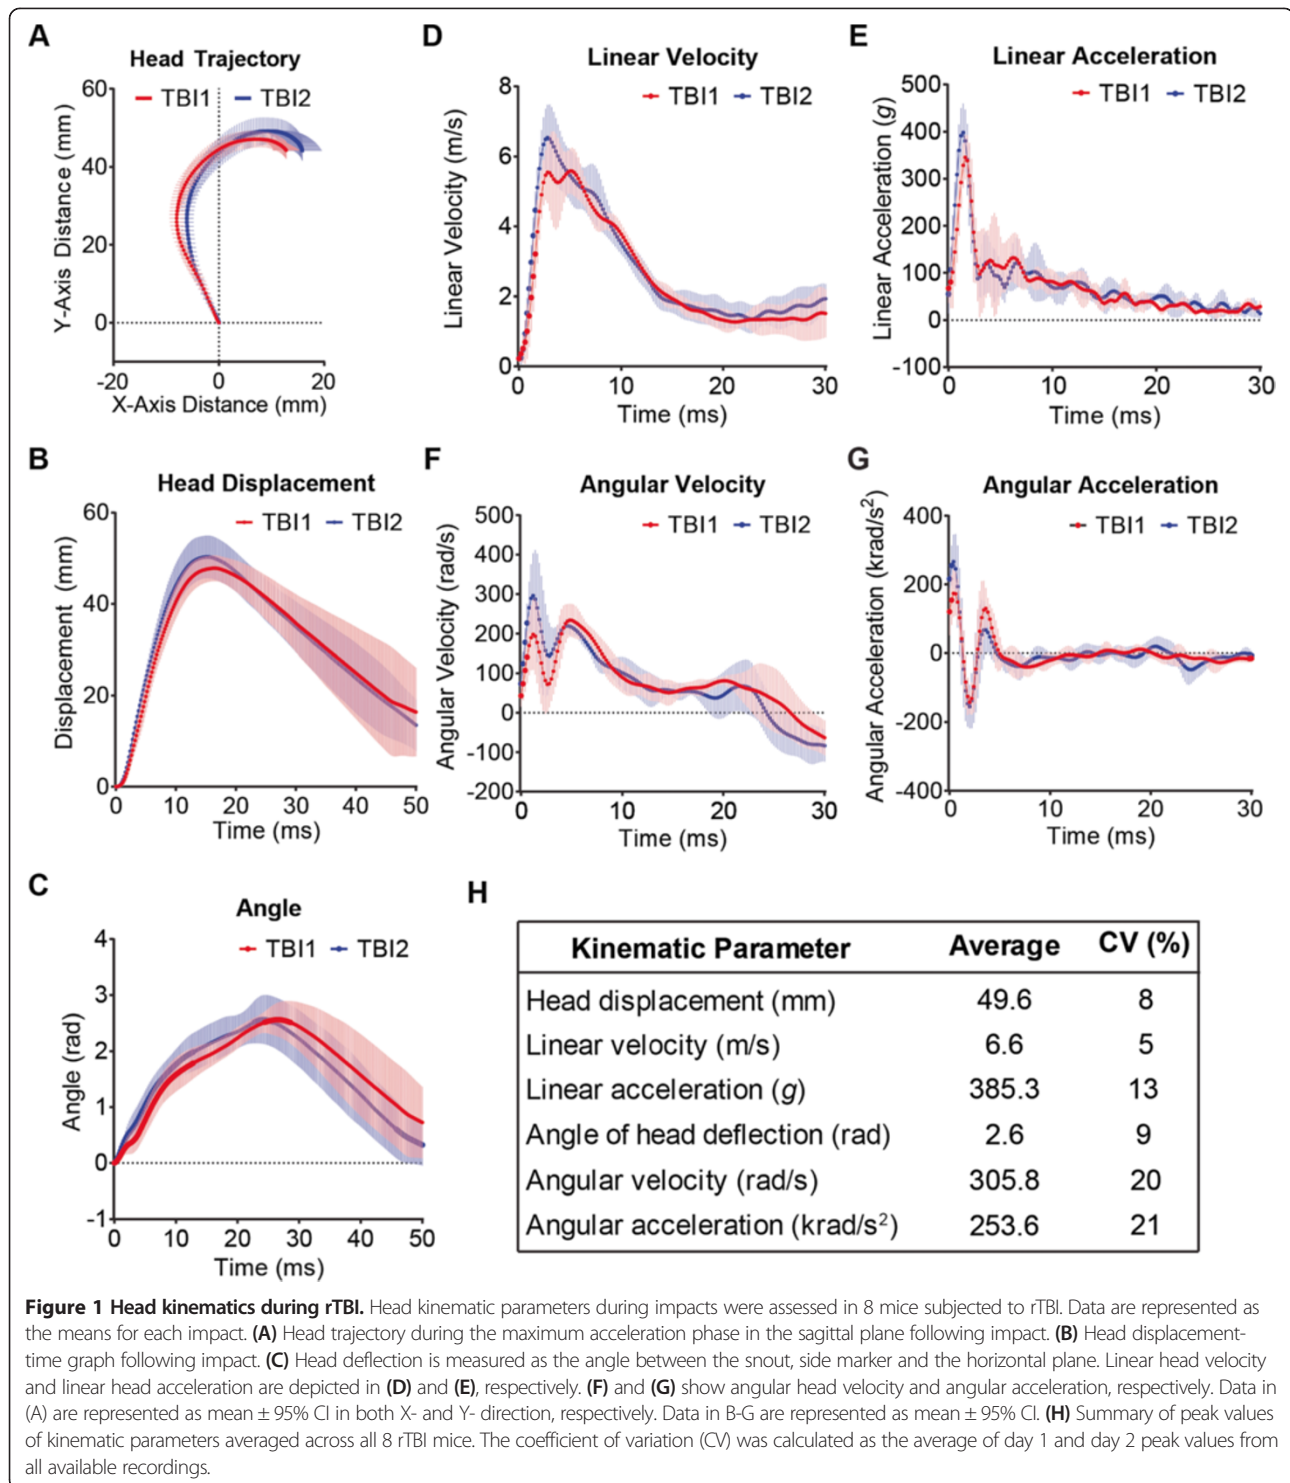 A
Head Trajectory
TBI1 TBI2
60
40
20
0
-20 0 20
Y-Axis Distance (mm)
X-Axis Distance (mm)
D
Linear Velocity
TBI1 TBI2
8
6
4
2
0
0 10 20 30
Linear Velocity (m/s)
Time (ms)
E
Linear Acceleration
TBI1 TBI2
500
400
300
200
100
0
-100
0 10 20 30
Linear Acceleration (g)
Time (ms)
B
Head Displacement
TBI1 TBI2
60
40
20
0
0 10 20 30 40 50
Displacement (mm)
Time (ms)
F
Angular Velocity
TBI1 TBI2
500
400
300
200
100
0
-100
-200
0 10 20 30
Angular Velocity (rad/s)
Time (ms)
G
Angular Acceleration
TBI1 TBI2
400
200
0
-200
-400
0 10 20 30
Angular Acceleration (krad/s²)
Time (ms)
C
Angle
TBI1 TBI2
4
3
2
1
0
-1
0 10 20 30 40 50
Angle (rad)
Time (ms)
H
Kinematic Parameter Average CV (%)
Head displacement (mm) 49.6 8
Linear velocity (m/s) 6.6 5
Linear acceleration (g) 385.3 13
Angle of head deflection (rad) 2.6 9
Angular velocity (rad/s) 305.8 20
Angular acceleration (krad/s²) 253.6 21
Figure 1 Head kinematics during rTBI. Head kinematic parameters during impacts were assessed in 8 mice subjected to rTBI. Data are represented as
the means for each impact. (A) Head trajectory during the maximum acceleration phase in the sagittal plane following impact. (B) Head displacement-
time graph following impact. (C) Head deflection is measured as the angle between the snout, side marker and the horizontal plane. Linear head velocity
and linear head acceleration are depicted in (D) and (E), respectively. (F) and (G) show angular head velocity and angular acceleration, respectively. Data in
(A) are represented as mean ± 95% CI in both X- and Y- direction, respectively. Data in B-G are represented as mean ± 95% CI. (H) Summary of peak values
of kinematic parameters averaged across all 8 rTBI mice. The coefficient of variation (CV) was calculated as the average of day 1 and day 2 peak values from
all available recordings.